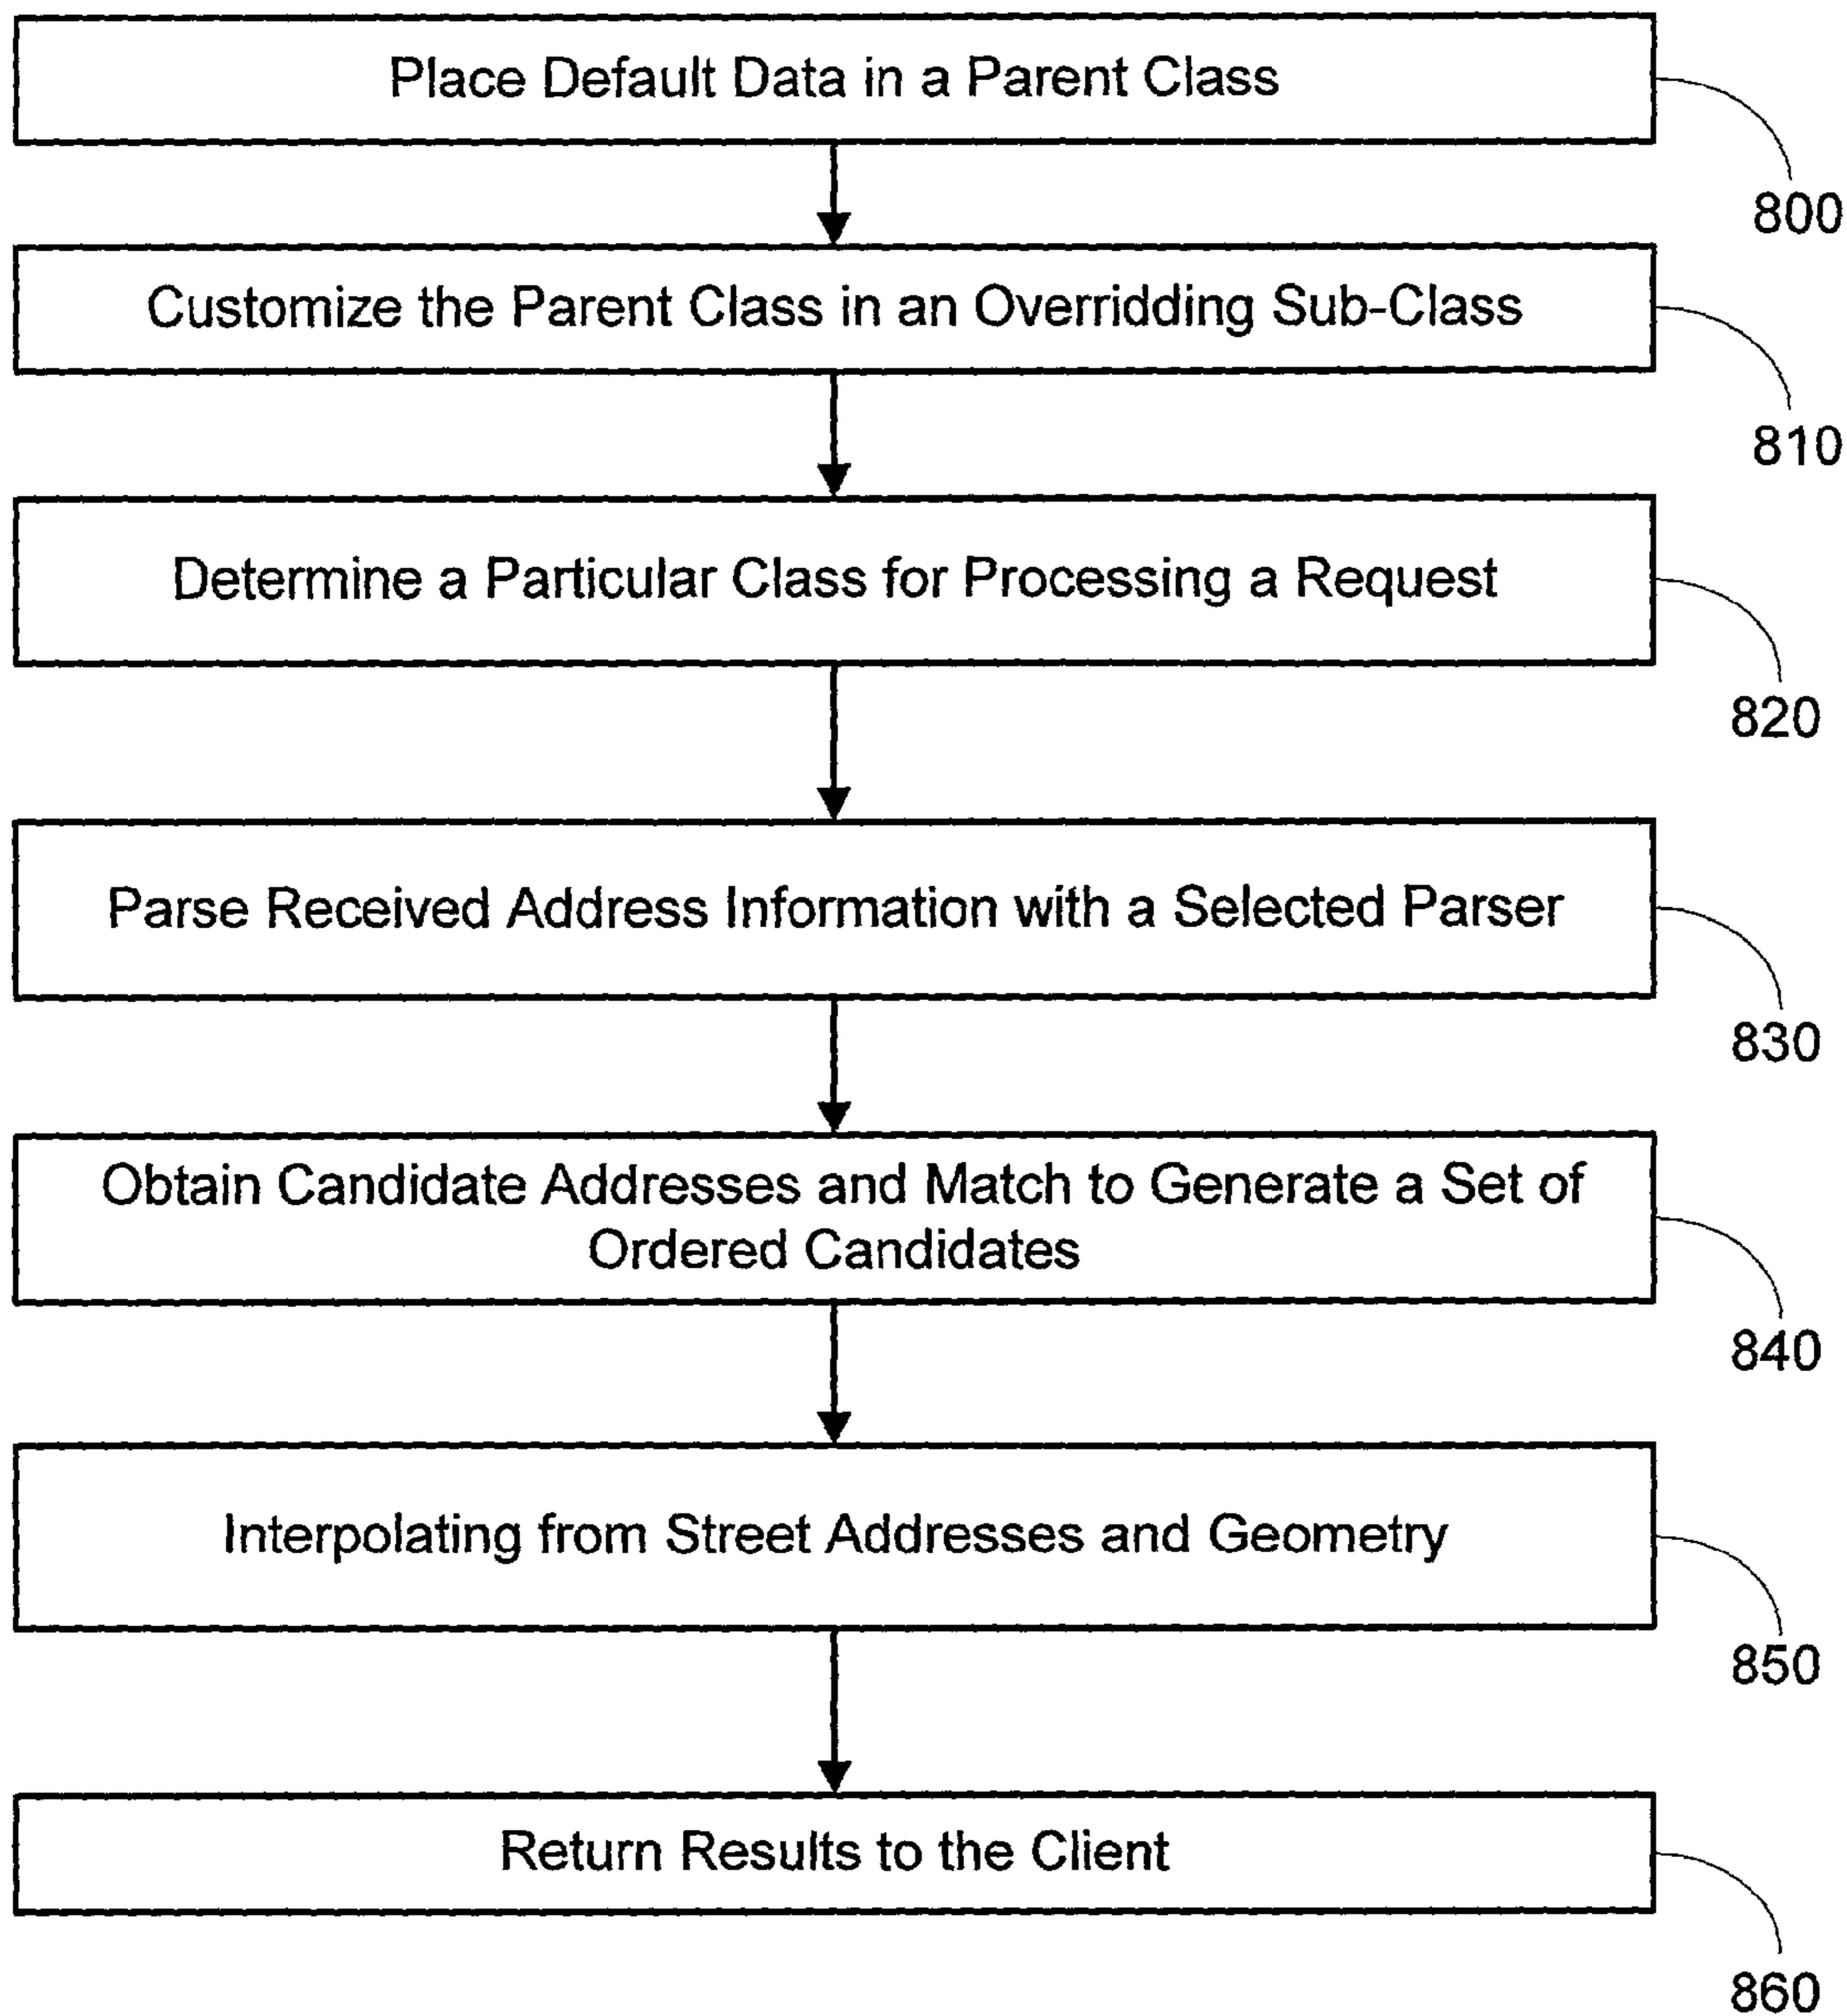 Place Default Data in a Parent Class
800
Customize the Parent Class in an Overridding Sub-Class
810
Determine a Particular Class for Processing a Request
820
Parse Received Address Information with a Selected Parser
830
Obtain Candidate Addresses and Match to Generate a Set of
Ordered Candidates
840
Interpolating from Street Addresses and Geometry
850
Return Results to the Client
860